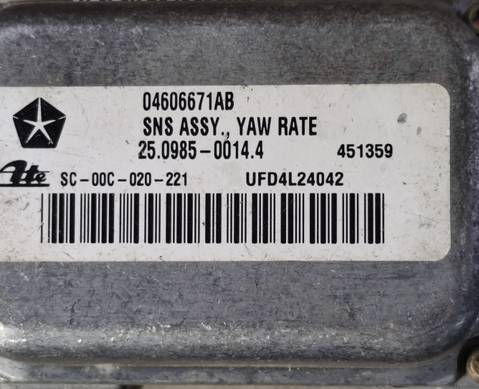 04606671AB
SNS ASSY., YAW RATE
25.0985-0014.4 451359
Ate SC-00C-020-221 UFD4L24042